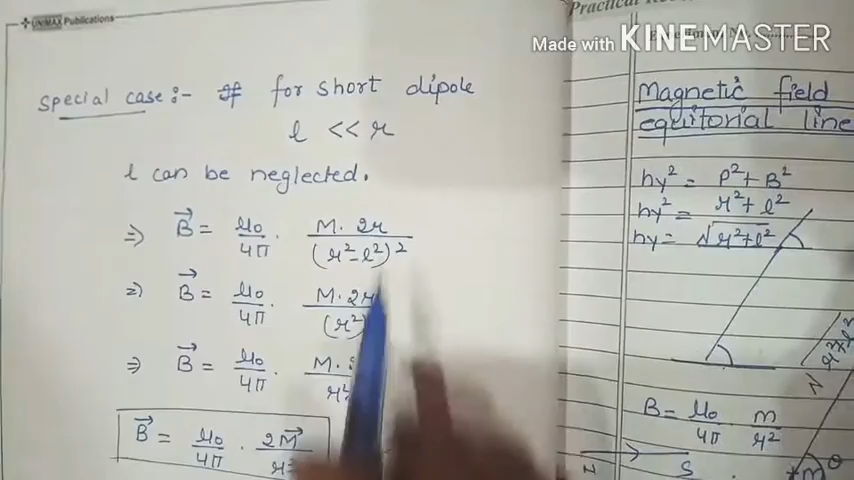 UNIMAX Publications
Made with KINEMASTER
Special case :- If for short dipole
l << r
l can be neglected.
⇒ B⃗ = μ₀/4π · M · 2r/(r² - l²)²
⇒ B⃗ = μ₀/4π · M · 2r/(r²)
⇒ B⃗ = μ₀/4π · M ·
B⃗ = μ₀/4π · 2M⃗/r
Magnetic field
equitorial line
hy² = P² + B²
hy² = r² + l²
hy = √r² + l²
r² + l²
N
B = μ₀/4π m/r²
N S
+m θ